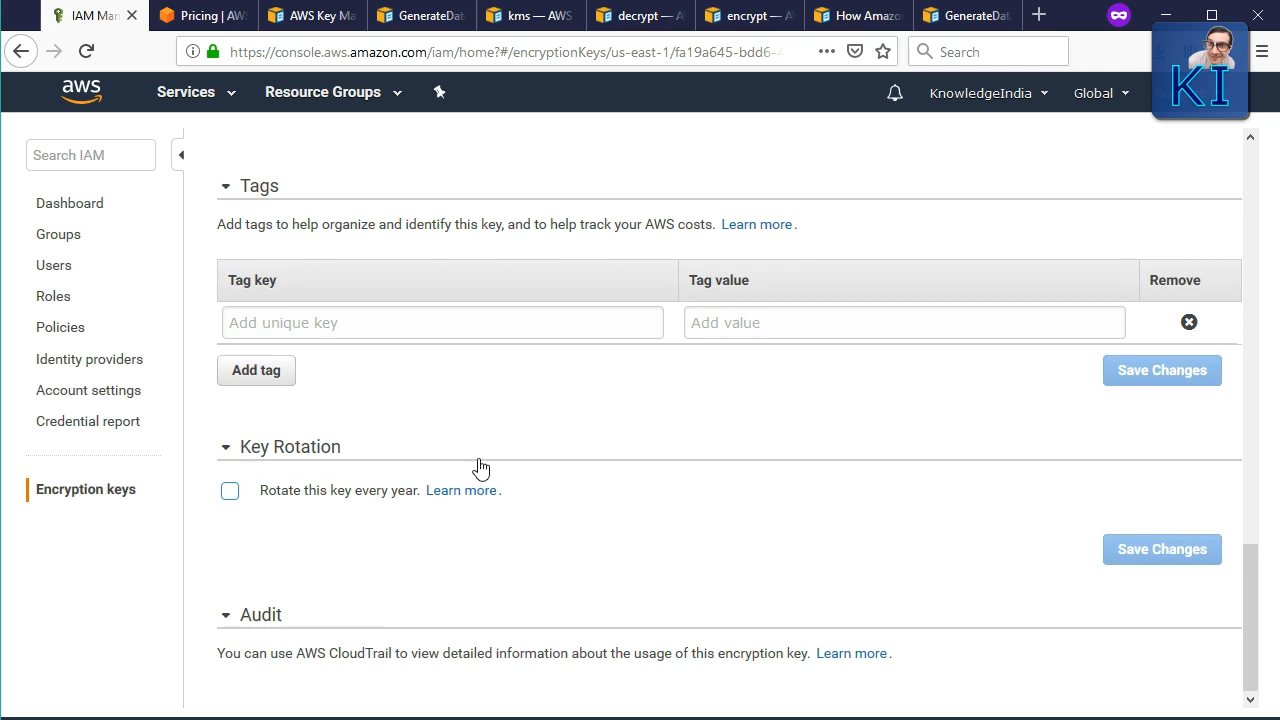 IAM Man
Pricing | AWS
AWS Key Ma
GenerateDat
kms — AWS
decrypt — A
encrypt — A
How Amazo
GenerateDat
https://console.aws.amazon.com/iam/home?#/encryptionKeys/us-east-1/fa19a645-bdd6-
Search
KI
aws
Services
Resource Groups
KnowledgeIndia
Global
Search IAM
Dashboard
Groups
Users
Roles
Policies
Identity providers
Account settings
Credential report
Encryption keys
Tags
Add tags to help organize and identify this key, and to help track your AWS costs. Learn more.
Tag key Tag value Remove
Add unique key Add value
Add tag Save Changes
Key Rotation
Rotate this key every year. Learn more.
Save Changes
Audit
You can use AWS CloudTrail to view detailed information about the usage of this encryption key. Learn more.